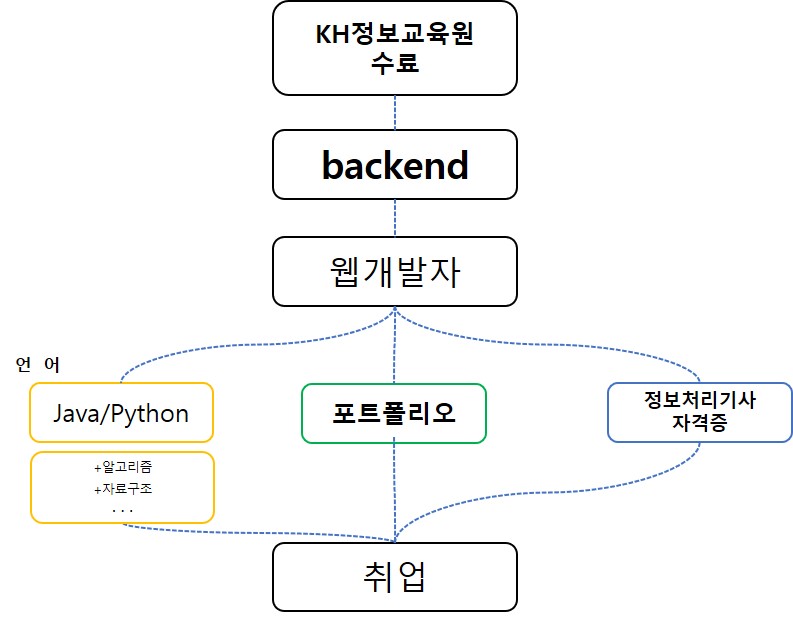 KH정보교육원
수료
backend
웹개발자
언 어
Java/Python
포트폴리오
정보처리기사
자격증
+알고리즘
+자료구조
...
취업